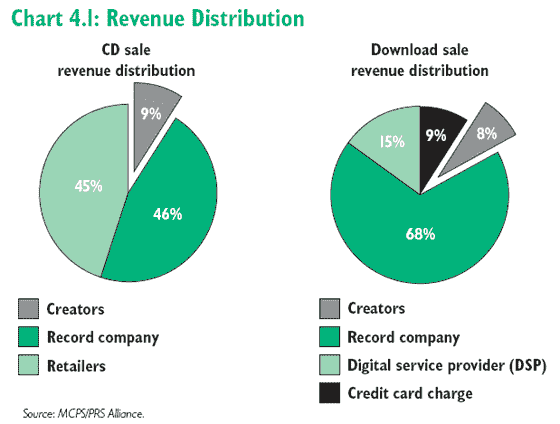 Chart 4.1: Revenue Distribution
CD sale
revenue distribution
9%
45%
46%
Creators
Record company
Retailers
Download sale
revenue distribution
15%
9%
8%
68%
Creators
Record company
Digital service provider (DSP)
Credit card charge
Source: MCPS/PRS Alliance.